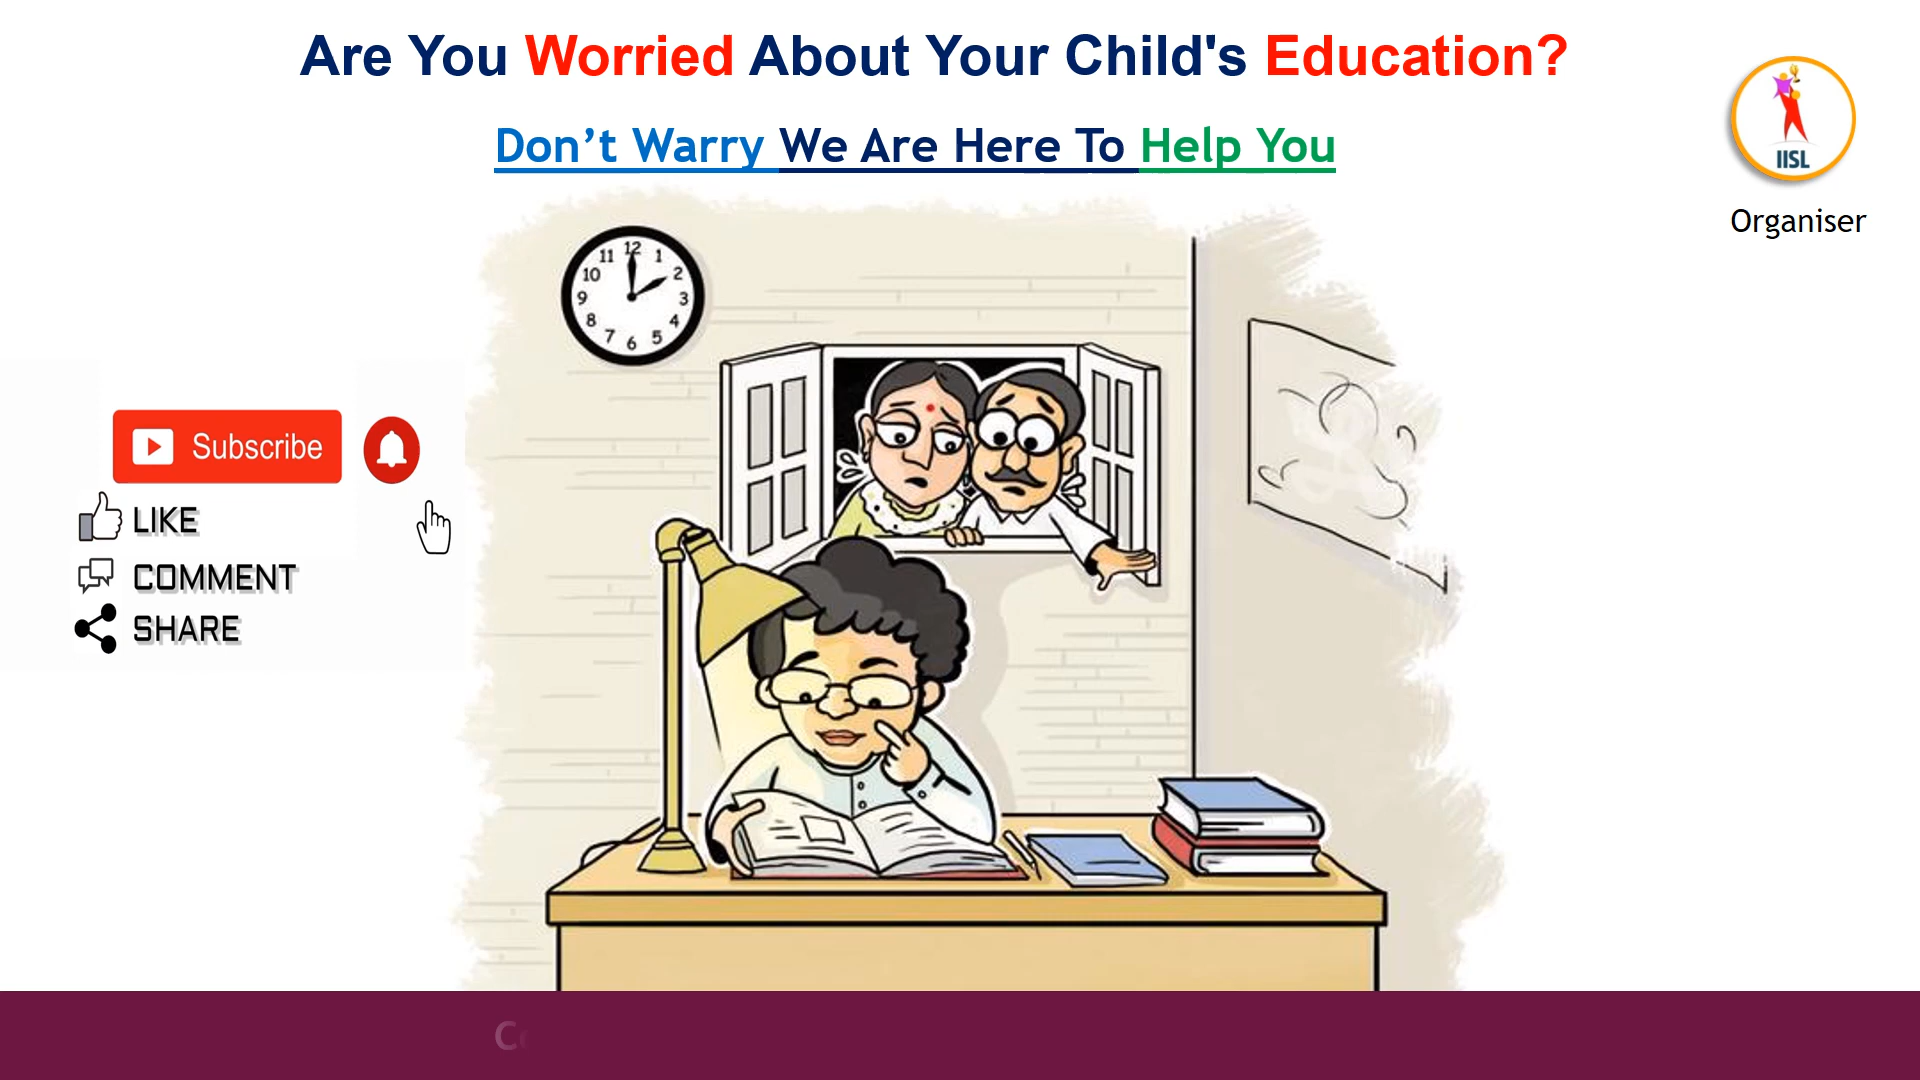 Are You Worried About Your Child's Education?
Don’t Warry We Are Here To Help You
IISL
Organiser
12
11 1
10 2
9 3
8 4
7 5
6
Subscribe
LIKE
COMMENT
SHARE